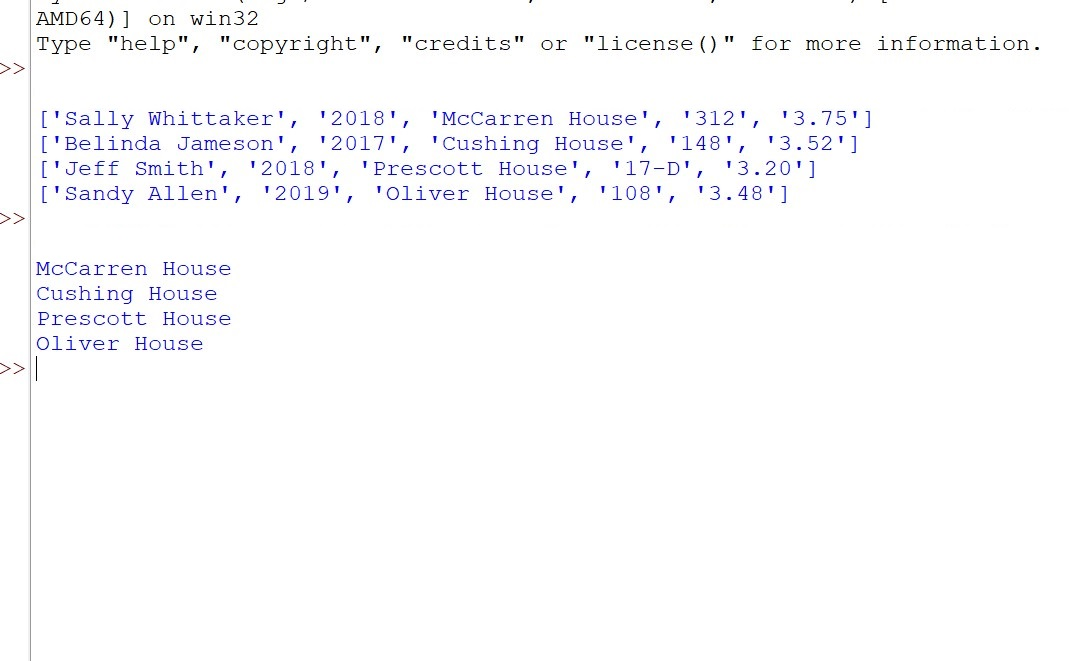 AMD64)] on win32
Type "help", "copyright", "credits" or "license()" for more information.
>>
['Sally Whittaker', '2018', 'McCarren House', '312', '3.75']
['Belinda Jameson', '2017', 'Cushing House', '148', '3.52']
['Jeff Smith', '2018', 'Prescott House', '17-D', '3.20']
['Sandy Allen', '2019', 'Oliver House', '108', '3.48']
>>
McCarren House
Cushing House
Prescott House
Oliver House
>>